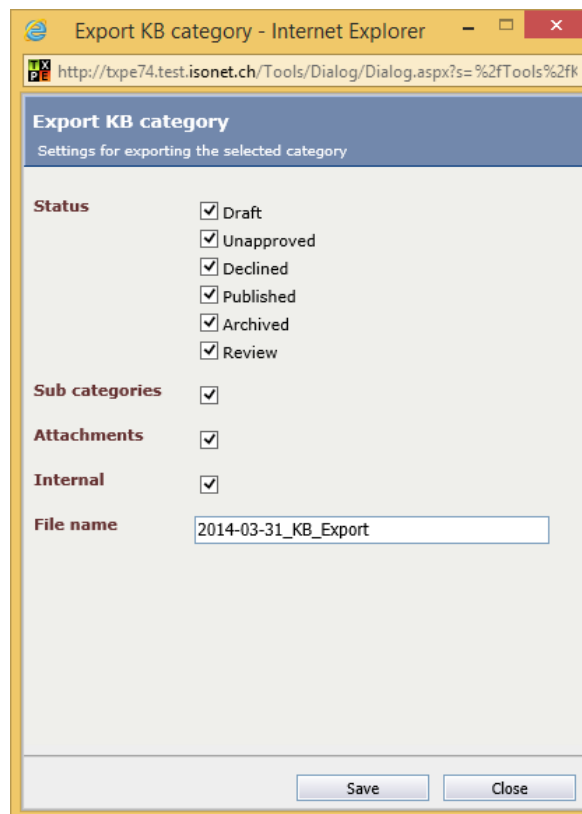 Export KB category - Internet Explorer
TXPE http://txpe74.test.isonet.ch/Tools/Dialog/Dialog.aspx?s=%2fTools%2fK
Export KB category
Settings for exporting the selected category
Status
Draft
Unapproved
Declined
Published
Archived
Review
Sub categories
Attachments
Internal
File name 2014-03-31_KB_Export
Save Close